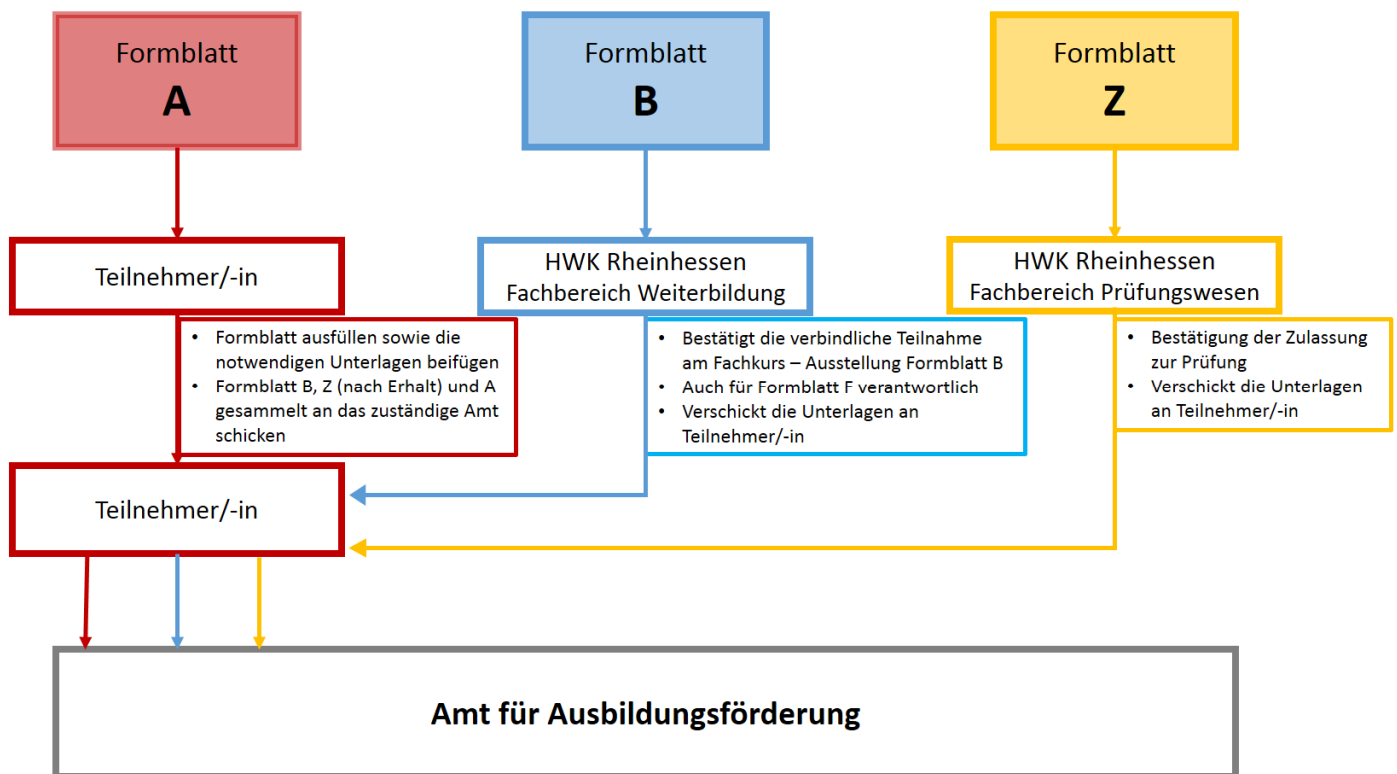 Formblatt
A
Formblatt
B
Formblatt
Z
Teilnehmer/-in
HWK Rheinhessen
Fachbereich Weiterbildung
HWK Rheinhessen
Fachbereich Prüfungswesen
• Formblatt ausfüllen sowie die
notwendigen Unterlagen beifügen
• Formblatt B, Z (nach Erhalt) und A
gesammelt an das zuständige Amt
schicken
• Bestätigt die verbindliche Teilnahme
am Fachkurs – Ausstellung Formblatt B
• Auch für Formblatt F verantwortlich
• Verschickt die Unterlagen an
Teilnehmer/-in
• Bestätigung der Zulassung
zur Prüfung
• Verschickt die Unterlagen
an Teilnehmer/-in
Teilnehmer/-in
Amt für Ausbildungsförderung